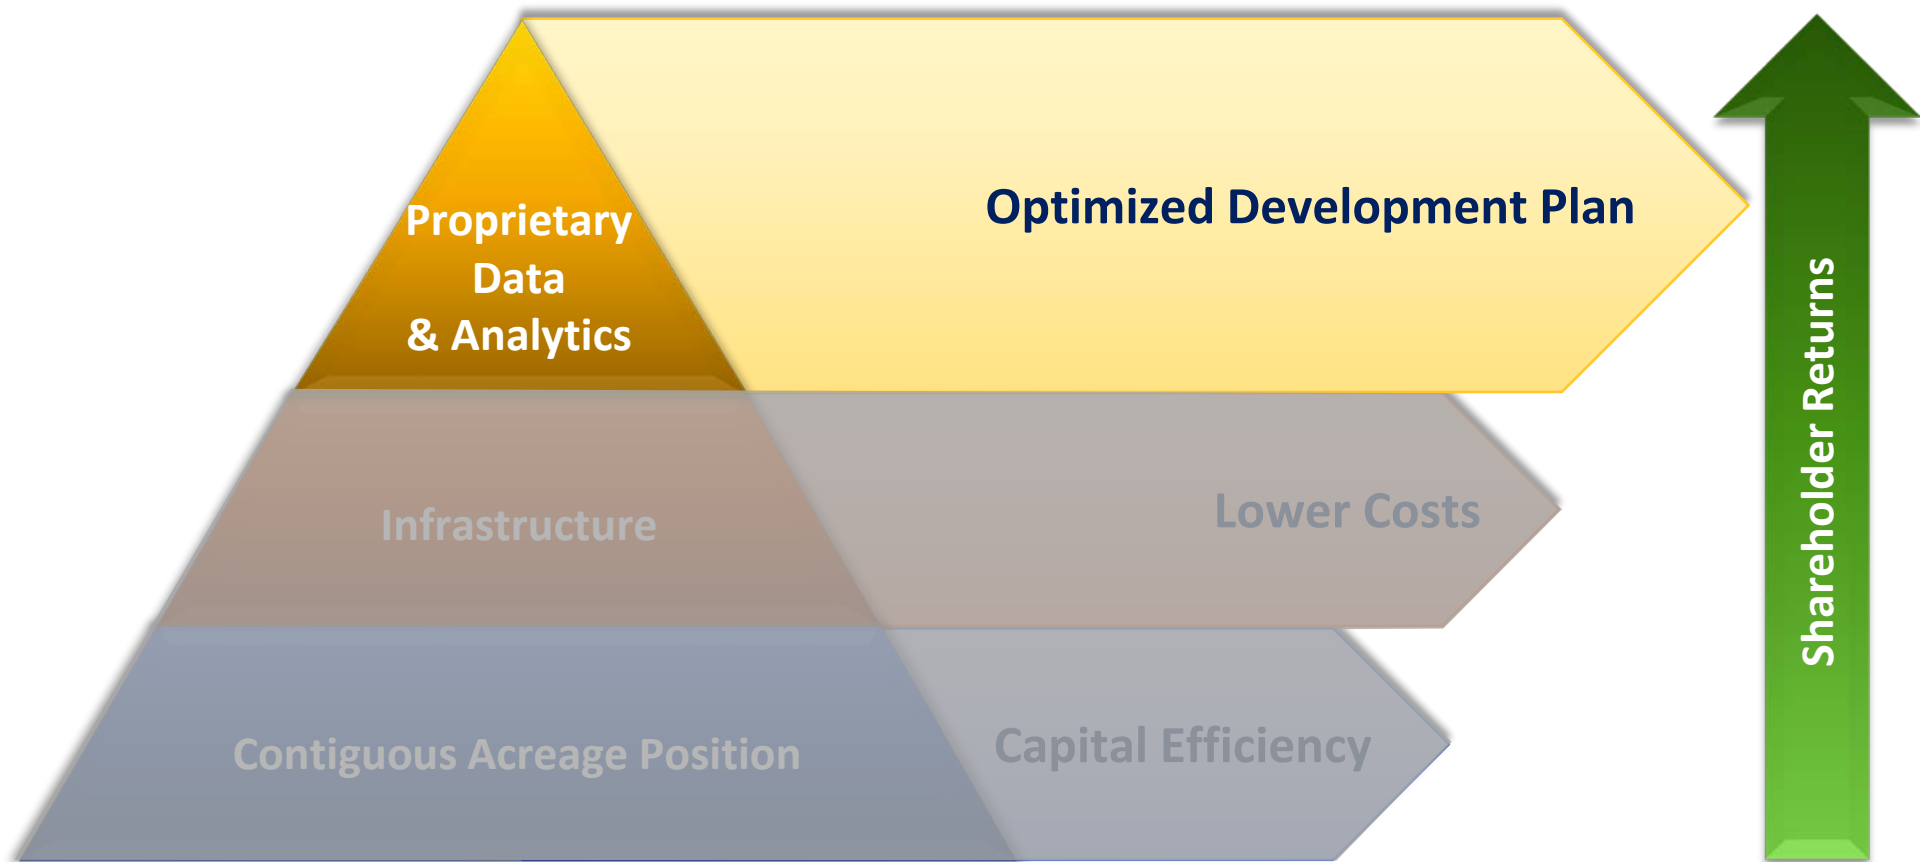 Proprietary
Data
& Analytics
Optimized Development Plan
Infrastructure
Lower Costs
Contiguous Acreage Position
Capital Efficiency
Shareholder Returns